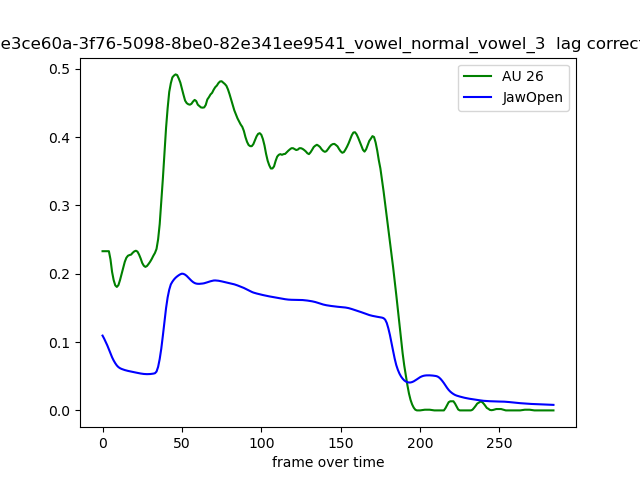 e3ce60a-3f76-5098-8be0-82e341ee9541_vowel_normal_vowel_3 lag correct
AU 26
JawOpen
0.5
0.4
0.3
0.2
0.1
0.0
0 50 100 150 200 250
frame over time